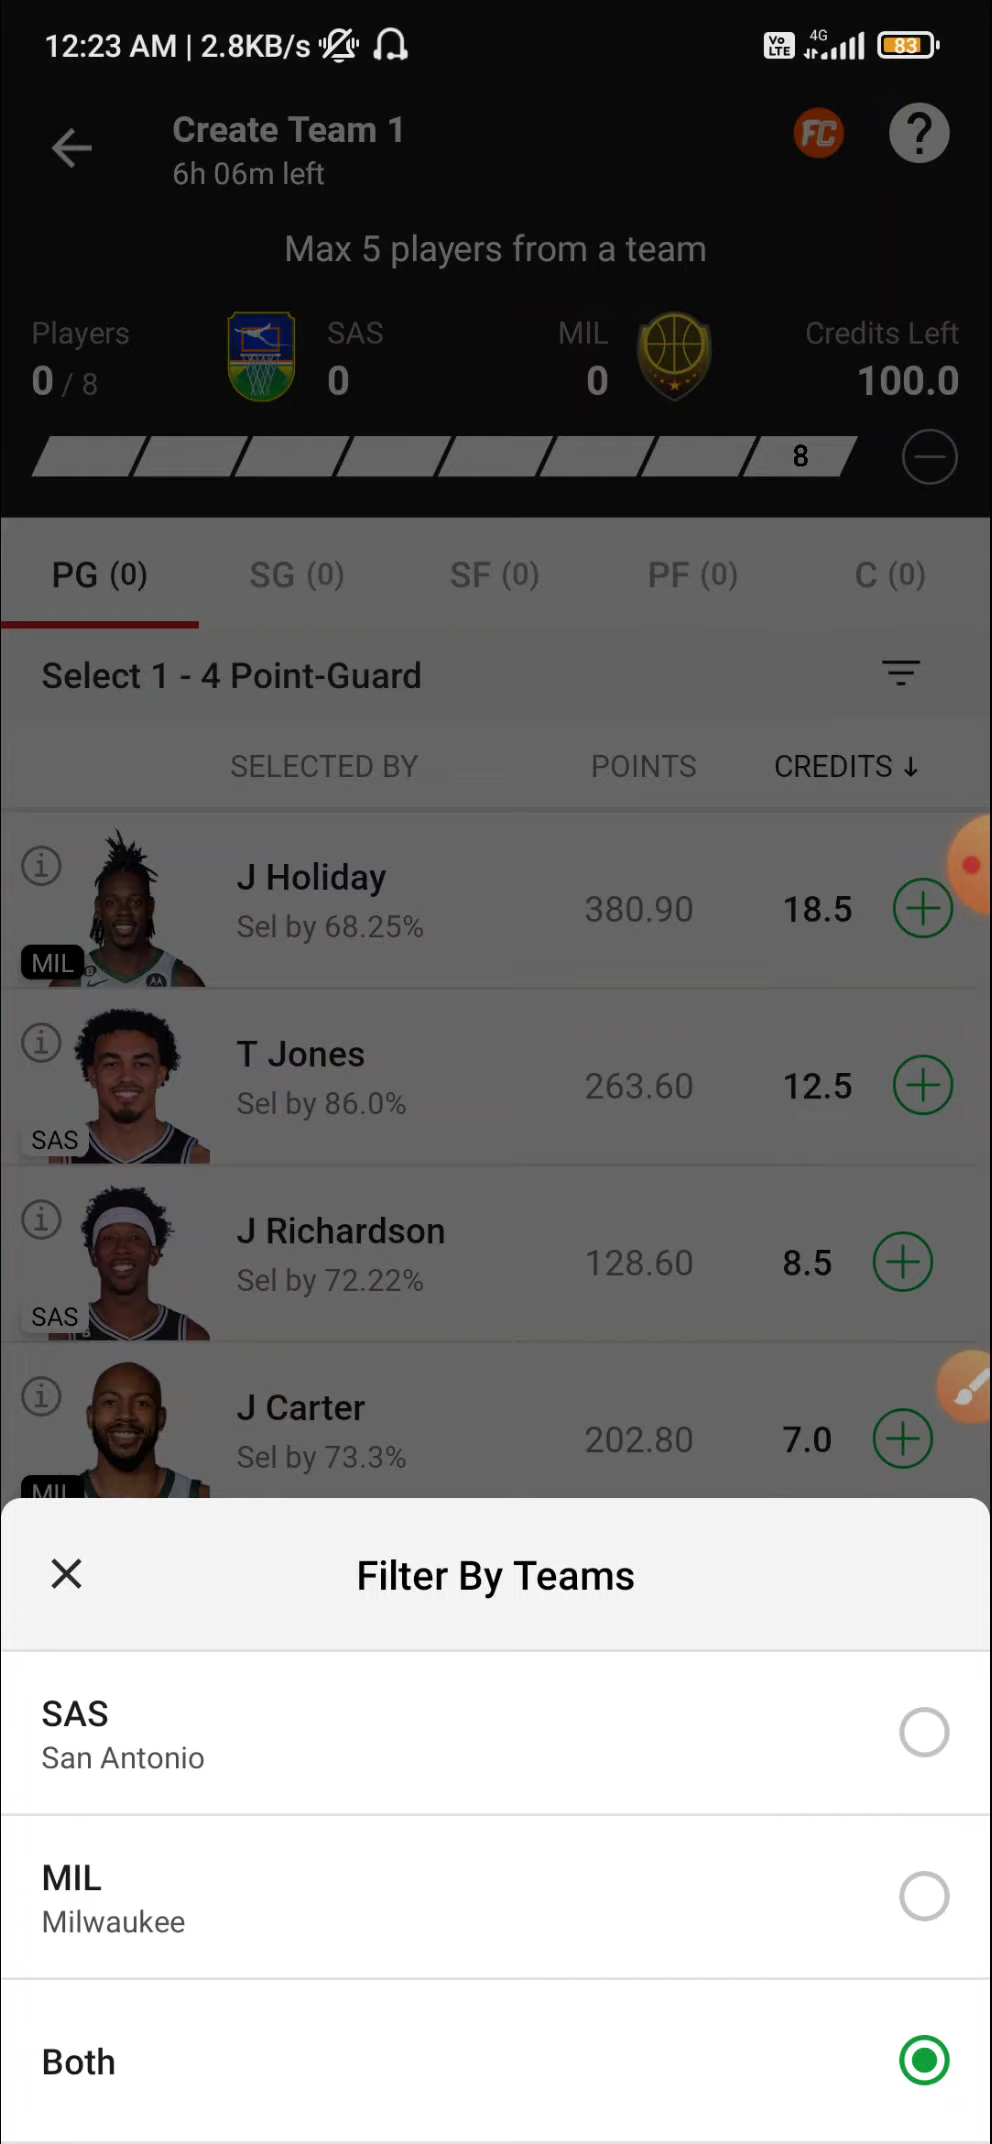 12:23 AM | 2.8KB/s
Vo LTE 4G 83
Create Team 1
6h 06m left
FC
?
Max 5 players from a team
Players SAS MIL Credits Left
0 / 8 0 0 100.0
8
PG (0) SG (0) SF (0) PF (0) C (0)
Select 1 - 4 Point-Guard
SELECTED BY POINTS CREDITS ↓
J Holiday
Sel by 68.25%
380.90 18.5
MIL
T Jones
Sel by 86.0%
263.60 12.5
SAS
J Richardson
Sel by 72.22%
128.60 8.5
SAS
J Carter
Sel by 73.3%
202.80 7.0
MIL
Filter By Teams
SAS
San Antonio
MIL
Milwaukee
Both